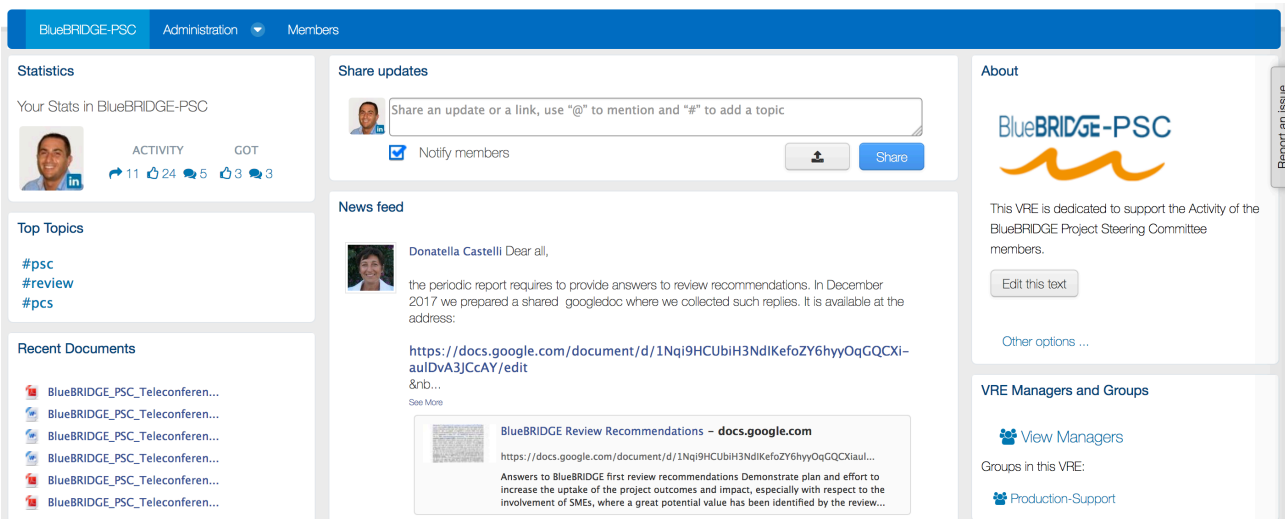 BlueBRIDGE-PSC
Administration
Members
Statistics
Your Stats in BlueBRIDGE-PSC
ACTIVITY
GOT
11 24 5
3 3
in
Top Topics
#psc
#review
#pcs
Recent Documents
BlueBRIDGE_PSC_Teleconferen...
BlueBRIDGE_PSC_Teleconferen...
BlueBRIDGE_PSC_Teleconferen...
BlueBRIDGE_PSC_Teleconferen...
BlueBRIDGE_PSC_Teleconferen...
BlueBRIDGE_PSC_Teleconferen...
Share updates
Share an update or a link, use “@” to mention and “#” to add a topic
in
Notify members
Share
News feed
Donatella Castelli Dear all,
the periodic report requires to provide answers to review recommendations. In December
2017 we prepared a shared googledoc where we collected such replies. It is available at the
address:
https://docs.google.com/document/d/1Nqi9HCUbiH3NdIKefoZY6hyyOqGQCXi-
aulDvA3JCcAY/edit
&nb...
See More
BlueBRIDGE Review Recommendations – docs.google.com
https://docs.google.com/document/d/1Nqi9HCUbiH3NdIKefoZY6hyyOqGQCXiaul...
Answers to BlueBRIDGE first review recommendations Demonstrate plan and effort to
increase the uptake of the project outcomes and impact, especially with respect to the
involvement of SMEs, where a great potential value has been identified by the review...
About
BlueBRIDGE-PSC
This VRE is dedicated to support the Activity of the
BlueBRIDGE Project Steering Committee
members.
Edit this text
Other options ...
VRE Managers and Groups
View Managers
Groups in this VRE:
Production-Support
Report an issue